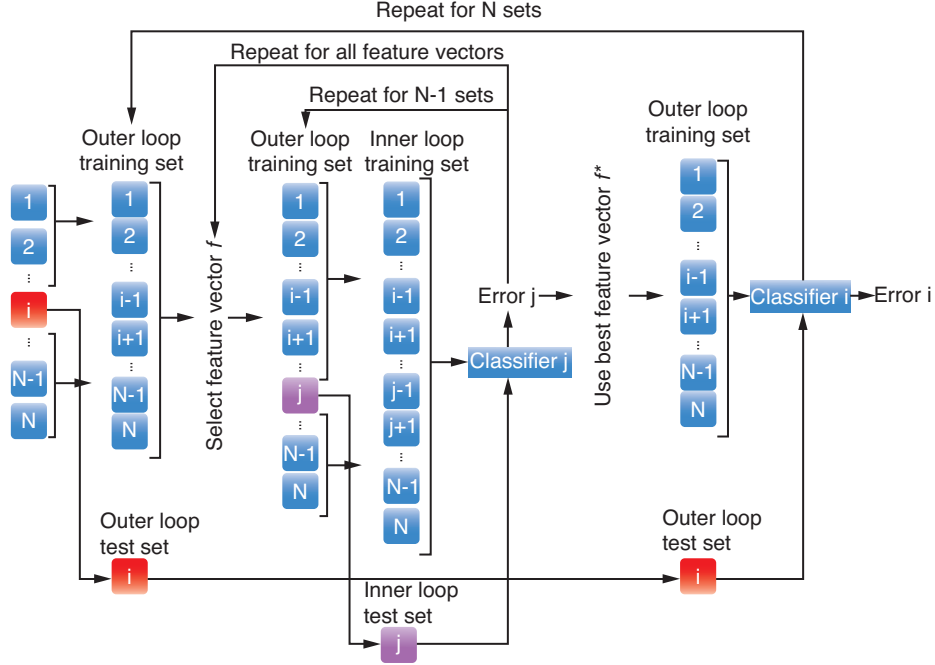 Repeat for N sets
Repeat for all feature vectors
Repeat for N-1 sets
Outer loop
training set
Outer loop
training set
Inner loop
training set
Outer loop
training set
1
2
...
i
...
N-1
N
1
2
...
i-1
i+1
...
N-1
N
Select feature vector f
1
2
...
i-1
i+1
...
j
...
N-1
N
1
2
...
i-1
i+1
...
j-1
j+1
...
N-1
N
Error j
Classifier j
Use best feature vector f*
1
2
...
i-1
i+1
...
N-1
N
Classifier i
Error i
Outer loop
test set
i
Inner loop
test set
j
Outer loop
test set
i